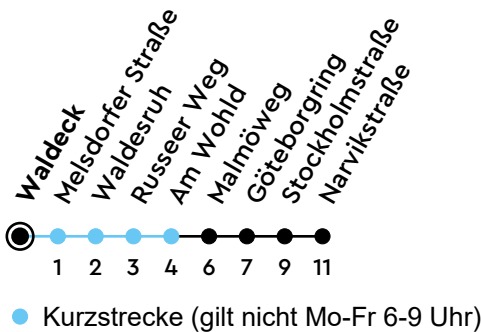 Waldeck
Melsdorfer Straße
Waldesruh
Russeer Weg
Am Wohld
Malmöweg
Göteborgring
Stockholmstraße
Narvikstraße
1 2 3 4 6 7 9 11
Kurzstrecke (gilt nicht Mo-Fr 6-9 Uhr)